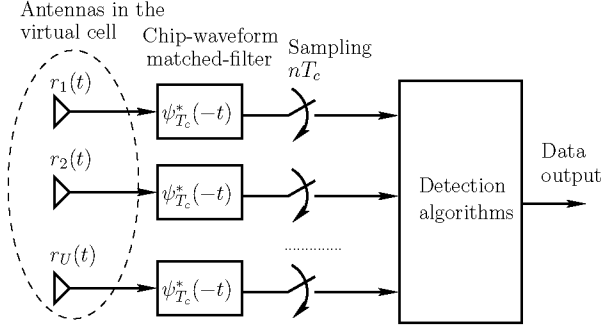 Antennas in the
virtual cell
Chip-waveform
matched-filter
Sampling
nT_c
r_1(t)
ψ*_{T_c}(−t)
r_2(t)
ψ*_{T_c}(−t)
r_U(t)
ψ*_{T_c}(−t)
Detection
algorithms
Data
output